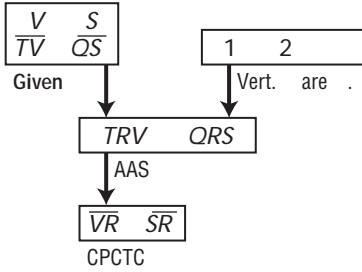 V S
TV QS
Given
1 2
Vert. are .
TRV QRS
AAS
VR SR
CPCTC